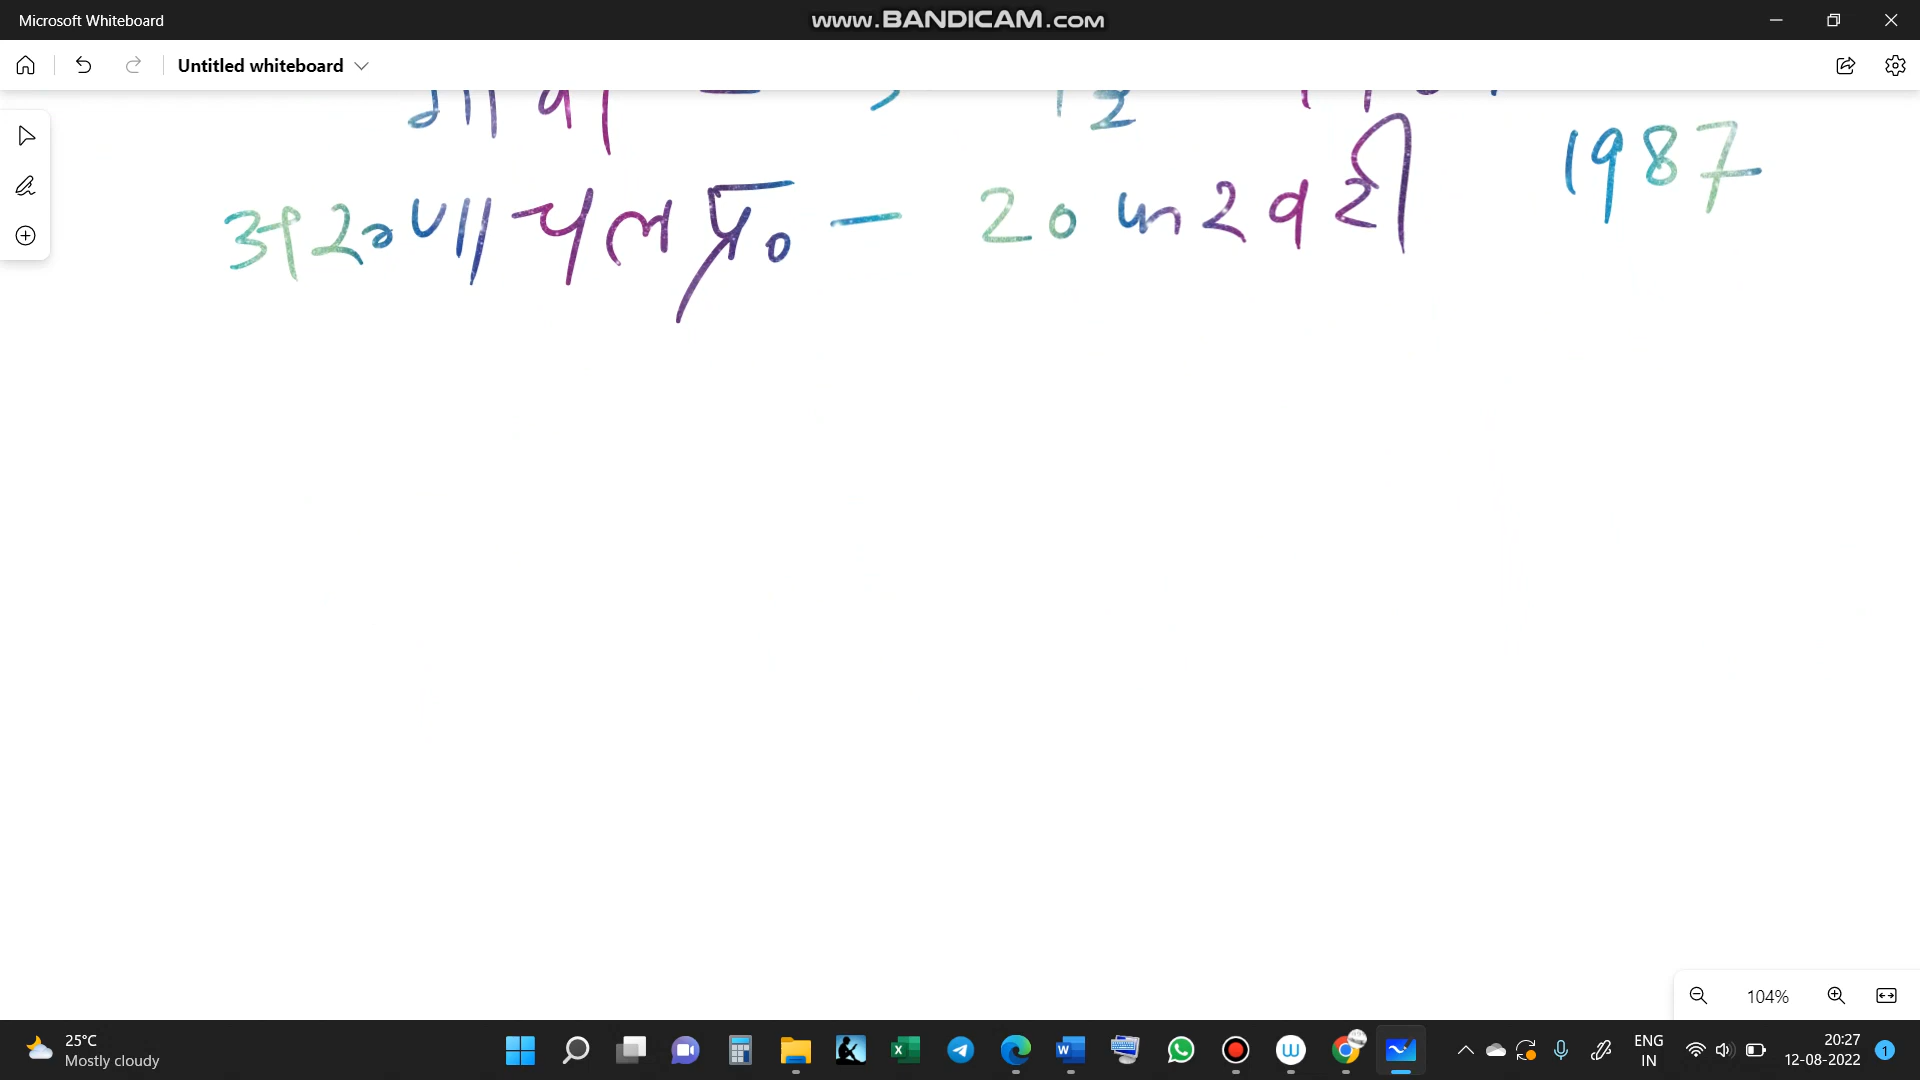 Microsoft Whiteboard
www.BANDICAM.com
Untitled whiteboard
1987
अरुणाचल प्र० - 20 फरवरी
104%
25°C
Mostly cloudy
ENG
IN
20:27
12-08-2022
1